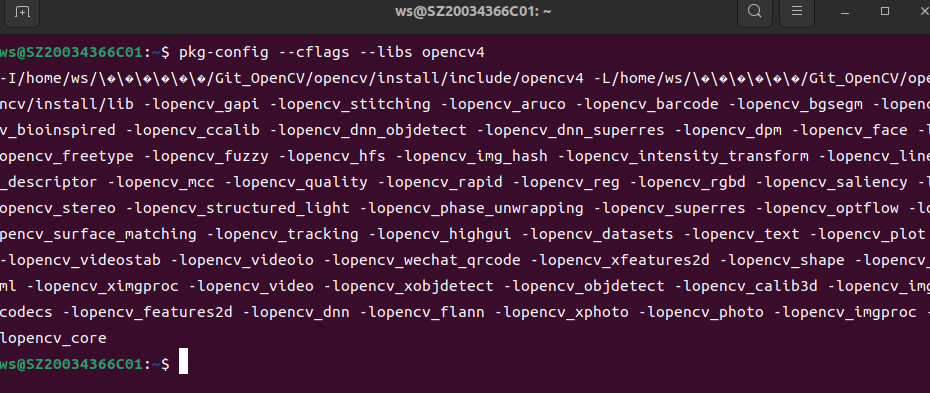 ws@SZ20034366C01: ~
ws@SZ20034366C01:~$ pkg-config --cflags --libs opencv4
-I/home/ws/\�\�\�\�\�\�/Git_OpenCV/opencv/install/include/opencv4 -L/home/ws/\�\�\�\�\�\�/Git_OpenCV/ope
ncv/install/lib -lopencv_gapi -lopencv_stitching -lopencv_aruco -lopencv_barcode -lopencv_bgsegm -lopenc
v_bioinspired -lopencv_ccalib -lopencv_dnn_objdetect -lopencv_dnn_superres -lopencv_dpm -lopencv_face -l
opencv_freetype -lopencv_fuzzy -lopencv_hfs -lopencv_img_hash -lopencv_intensity_transform -lopencv_line
_descriptor -lopencv_mcc -lopencv_quality -lopencv_rapid -lopencv_reg -lopencv_rgbd -lopencv_saliency -l
opencv_stereo -lopencv_structured_light -lopencv_phase_unwrapping -lopencv_superres -lopencv_optflow -lo
pencv_surface_matching -lopencv_tracking -lopencv_highgui -lopencv_datasets -lopencv_text -lopencv_plot
-lopencv_videostab -lopencv_videoio -lopencv_wechat_qrcode -lopencv_xfeatures2d -lopencv_shape -lopencv_
ml -lopencv_ximgproc -lopencv_video -lopencv_xobjdetect -lopencv_objdetect -lopencv_calib3d -lopencv_img
codecs -lopencv_features2d -lopencv_dnn -lopencv_flann -lopencv_xphoto -lopencv_photo -lopencv_imgproc -
lopencv_core
ws@SZ20034366C01:~$